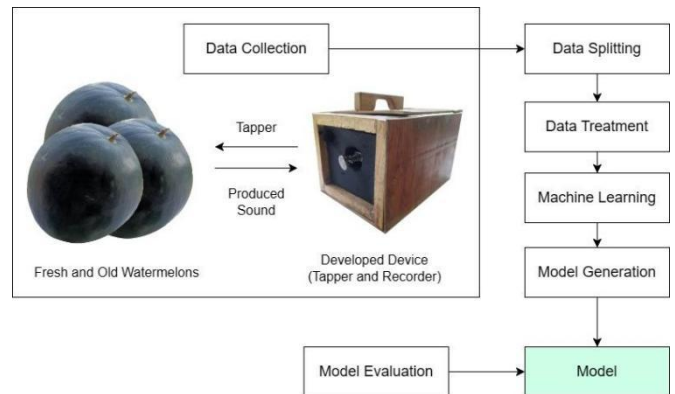 Data Collection
Data Splitting
Tapper
Produced
Sound
Data Treatment
Machine Learning
Fresh and Old Watermelons
Developed Device
(Tapper and Recorder)
Model Generation
Model Evaluation
Model